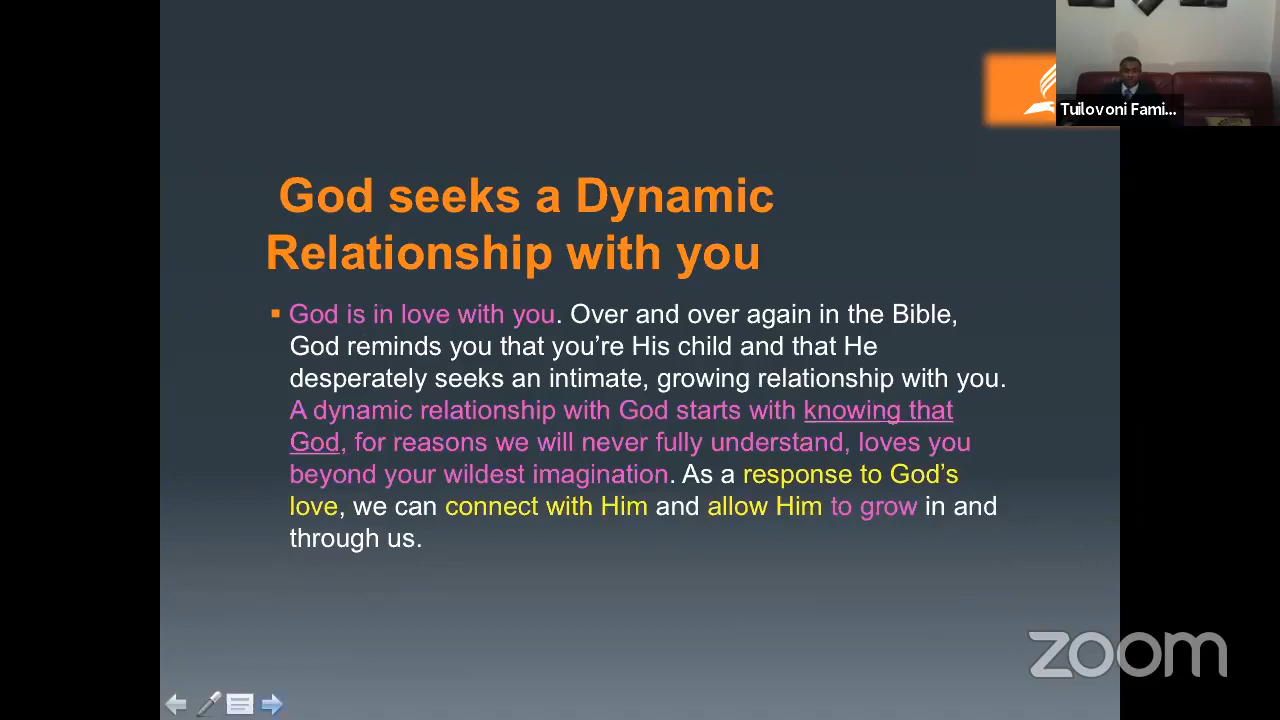 Tuilovoni Fami...
God seeks a Dynamic
Relationship with you
God is in love with you. Over and over again in the Bible,
God reminds you that you’re His child and that He
desperately seeks an intimate, growing relationship with you.
A dynamic relationship with God starts with knowing that
God, for reasons we will never fully understand, loves you
beyond your wildest imagination. As a response to God’s
love, we can connect with Him and allow Him to grow in and
through us.
zoom